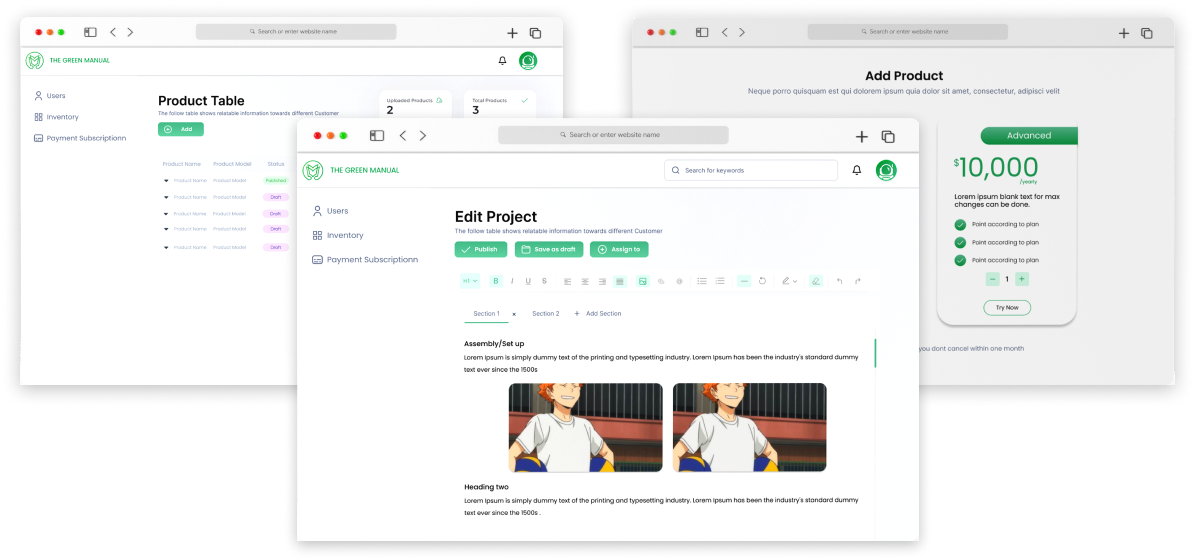 Search or enter website name
THE GREEN MANUAL
Users
Inventory
Payment Subscriptionn
Product Table
The follow table shows relatable information towards different Customer
Add
Uploaded Products
2
Total Products
3
Product Name Product Model Status
Product Name Product Model Published
Product Name Product Model Draft
Product Name Product Model Draft
Product Name Product Model Draft
Product Name Product Model Draft
Search or enter website name
Add Product
Neque porro quisquam est qui dolorem ipsum quia dolor sit amet, consectetur, adipisci velit
Advanced
$10,000
/yearly
Lorem ipsum blank text for max
changes can be done.
Point according to plan
Point according to plan
Point according to plan
− 1 +
Try Now
you dont cancel within one month
Search or enter website name
THE GREEN MANUAL
Search for keywords
Users
Inventory
Payment Subscriptionn
Edit Project
The follow table shows relatable information towards different Customer
Publish Save as draft Assign to
H1 B I U S
Section 1 × Section 2 + Add Section
Assembly/Set up
Lorem Ipsum is simply dummy text of the printing and typesetting industry. Lorem Ipsum has been the industry's standard dummy
text ever since the 1500s
Heading two
Lorem Ipsum is simply dummy text of the printing and typesetting industry. Lorem Ipsum has been the industry's standard dummy
text ever since the 1500s .